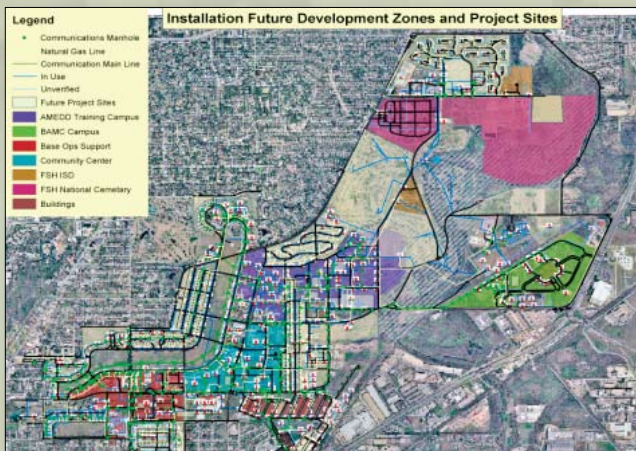 Installation Future Development Zones and Project Sites
Legend
Communications Manhole
Natural Gas Line
Communication Main Line
In Use
Unverified
Future Project Sites
AMEDD Training Campus
BAMC Campus
Base Ops Support
Community Center
FSH ISD
FSH National Cemetary
Buildings